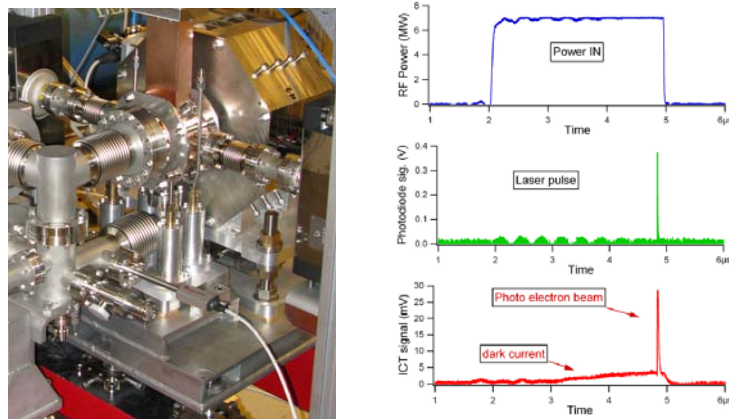 8
6
4
2
0
RF Power (MW)
Power IN
1 2 3 4 5 6µs
Time
0.4
0.3
0.2
0.1
0.0
Photodiode sig. (V)
Laser pulse
1 2 3 4 5 6µs
Time
30
25
20
15
10
5
0
ICT signal (mV)
Photo electron beam
dark current
1 2 3 4 5 6µs
Time